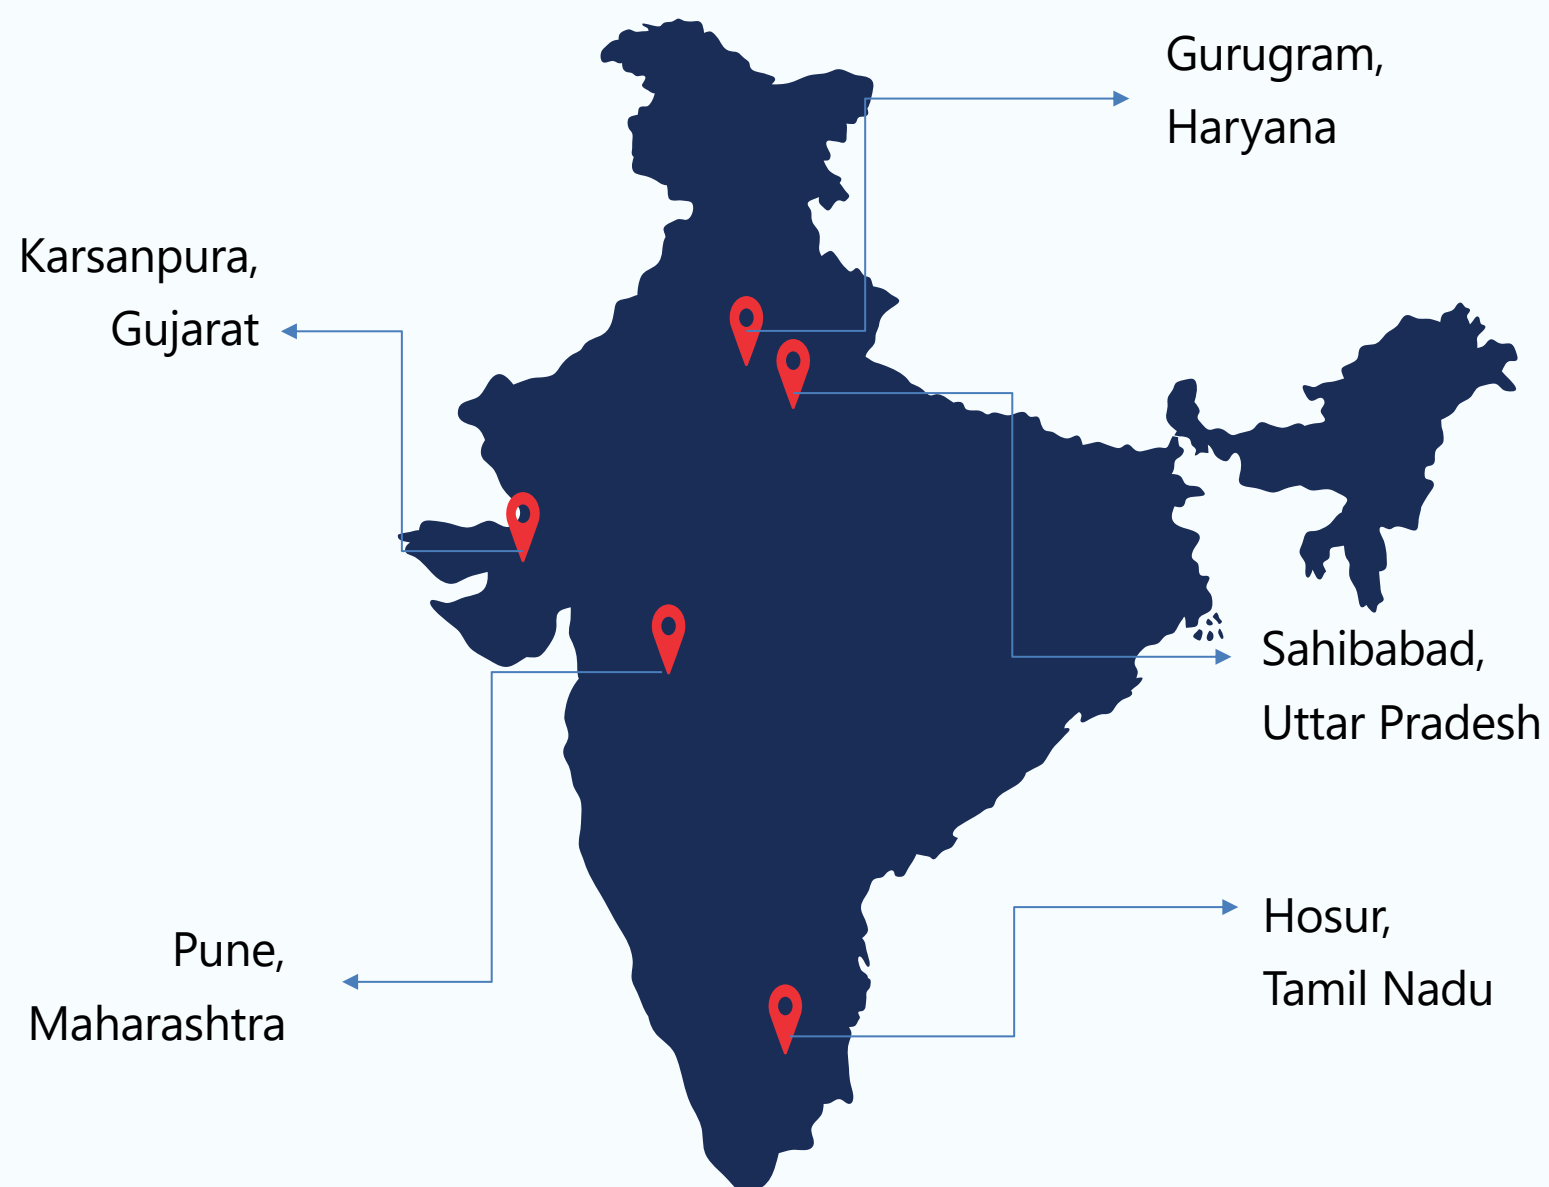 Gurugram,
Haryana
Karsanpura,
Gujarat
Sahibabad,
Uttar Pradesh
Hosur,
Tamil Nadu
Pune,
Maharashtra